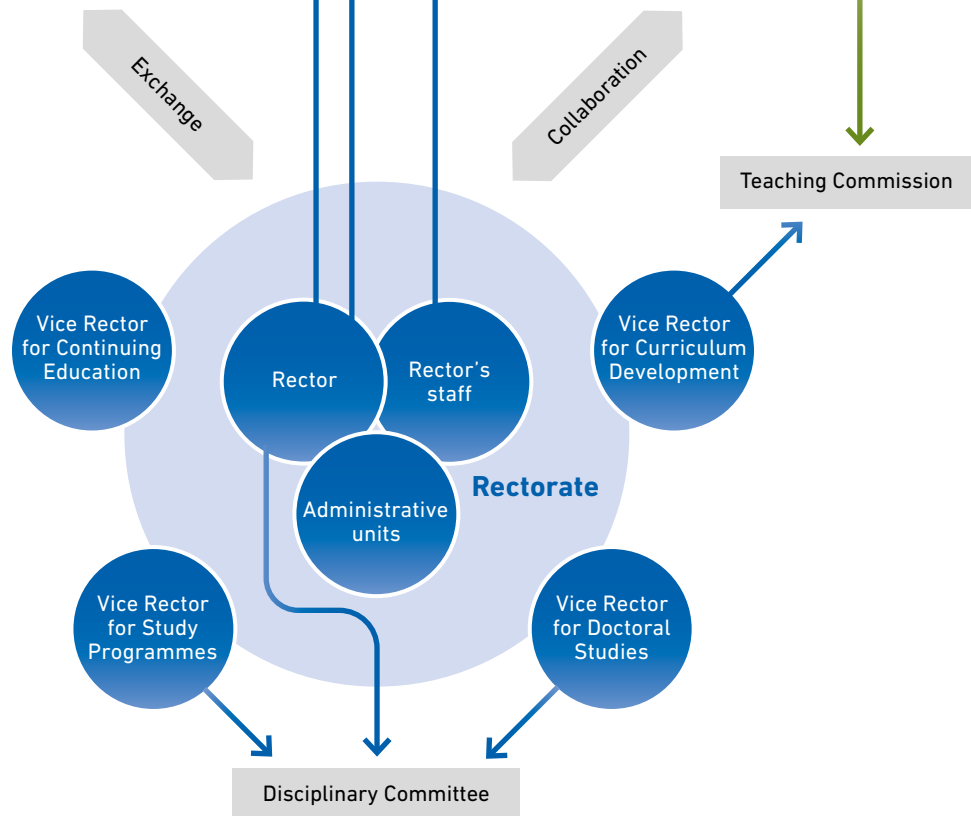 Exchange
Collaboration
Teaching Commission
Vice Rector
for Continuing
Education
Rector
Rector's
staff
Vice Rector
for Curriculum
Development
Rectorate
Administrative
units
Vice Rector
for Study
Programmes
Vice Rector
for Doctoral
Studies
Disciplinary Committee